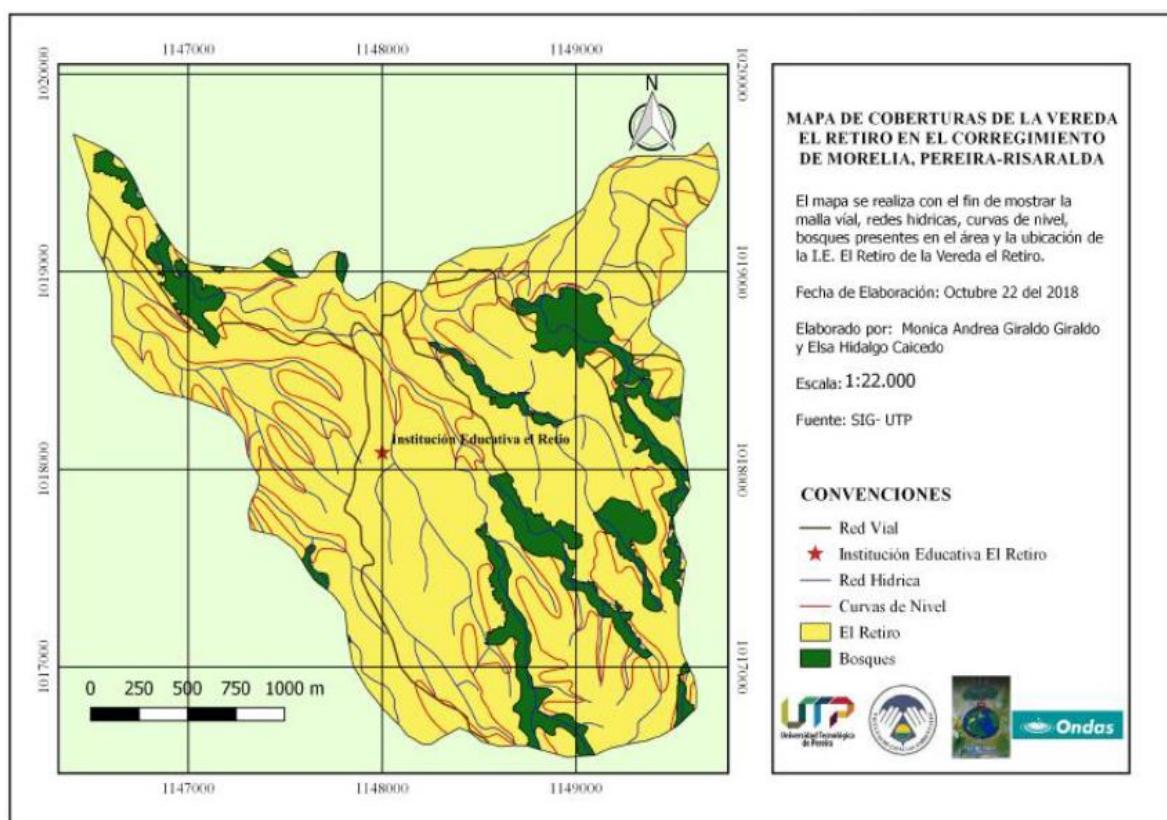 1147000
1148000
1149000
1020000
1020000
N
1019000
1019000
Institución Educativa el Retio
1018000
1018000
1017000
1017000
0 250 500 750 1000 m
1147000
1148000
1149000
MAPA DE COBERTURAS DE LA VEREDA
EL RETIRO EN EL CORREGIMIENTO
DE MORELIA, PEREIRA-RISARALDA
El mapa se realiza con el fin de mostrar la
malla víal, redes hidricas, curvas de nivel,
bosques presentes en el área y la ubicación de
la I.E. El Retiro de la Vereda el Retiro.
Fecha de Elaboración: Octubre 22 del 2018
Elaborado por: Monica Andrea Giraldo Giraldo
y Elsa Hidalgo Caicedo
Escala: 1:22.000
Fuente: SIG- UTP
CONVENCIONES
Red Vial
Institución Educativa El Retiro
Red Hidrica
Curvas de Nivel
El Retiro
Bosques
UTP
Universidad Tecnológica
de Pereira
Ondas